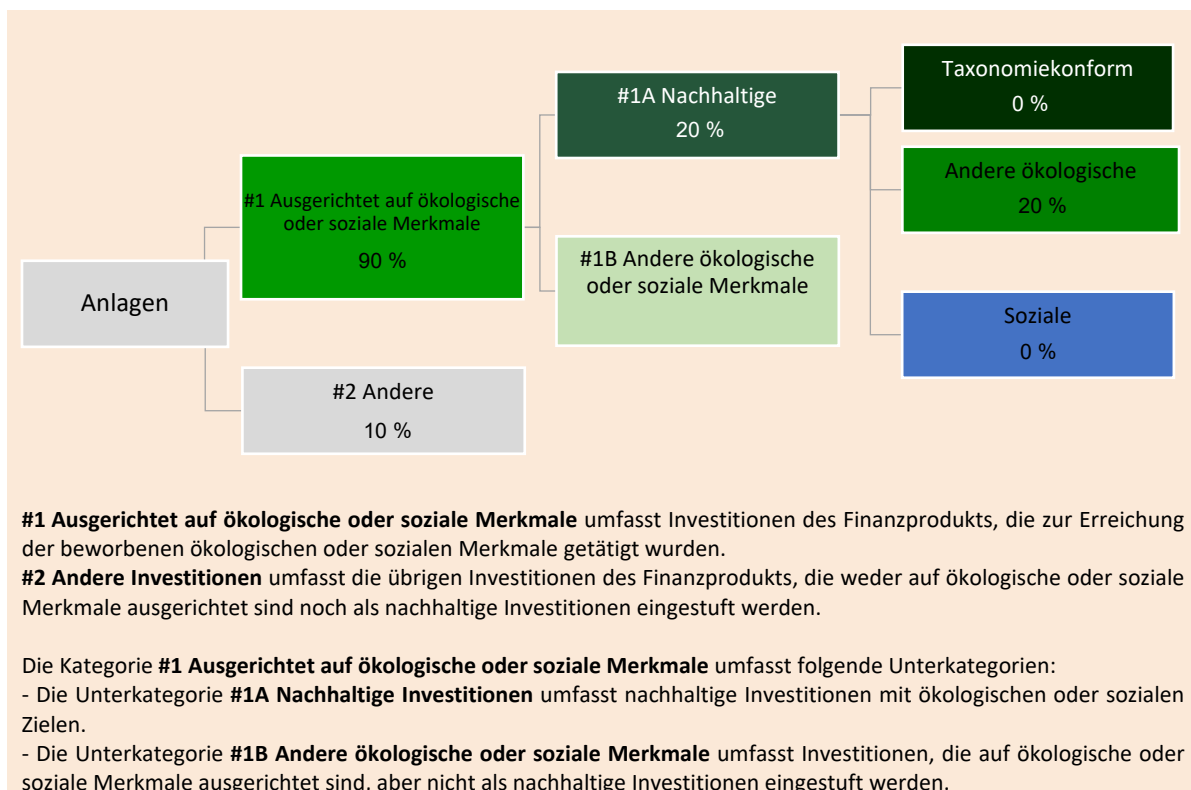 Anlagen
#1 Ausgerichtet auf ökologische
oder soziale Merkmale
90 %
#2 Andere
10 %
#1A Nachhaltige
20 %
#1B Andere ökologische
oder soziale Merkmale
Taxonomiekonform
0 %
Andere ökologische
20 %
Soziale
0 %
#1 Ausgerichtet auf ökologische oder soziale Merkmale umfasst Investitionen des Finanzprodukts, die zur Erreichung
der beworbenen ökologischen oder sozialen Merkmale getätigt wurden.
#2 Andere Investitionen umfasst die übrigen Investitionen des Finanzprodukts, die weder auf ökologische oder soziale
Merkmale ausgerichtet sind noch als nachhaltige Investitionen eingestuft werden.
Die Kategorie #1 Ausgerichtet auf ökologische oder soziale Merkmale umfasst folgende Unterkategorien:
- Die Unterkategorie #1A Nachhaltige Investitionen umfasst nachhaltige Investitionen mit ökologischen oder sozialen
Zielen.
- Die Unterkategorie #1B Andere ökologische oder soziale Merkmale umfasst Investitionen, die auf ökologische oder
soziale Merkmale ausgerichtet sind, aber nicht als nachhaltige Investitionen eingestuft werden.